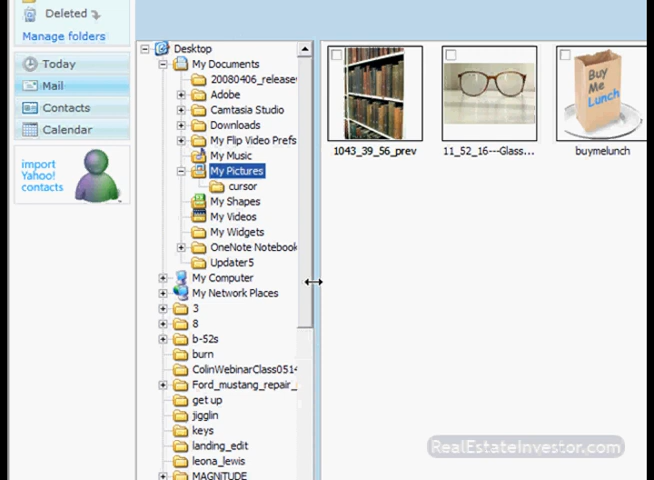 Deleted
Manage folders
Today
Mail
Contacts
Calendar
import
Yahoo!
contacts
Desktop
My Documents
20080406_release
Adobe
Camtasia Studio
Downloads
My Flip Video Prefs
My Music
My Pictures
cursor
My Shapes
My Videos
My Widgets
OneNote Notebook
Updater5
My Computer
My Network Places
3
8
b-52s
burn
ColinWebinarClass0514
Ford_mustang_repair_
get up
jigglin
keys
landing_edit
leona_lewis
MAGNITUDE
1043_39_56_prev
11_52_16---Glass...
Buy
Me
Lunch
buymelunch
RealEstateInvestor.com